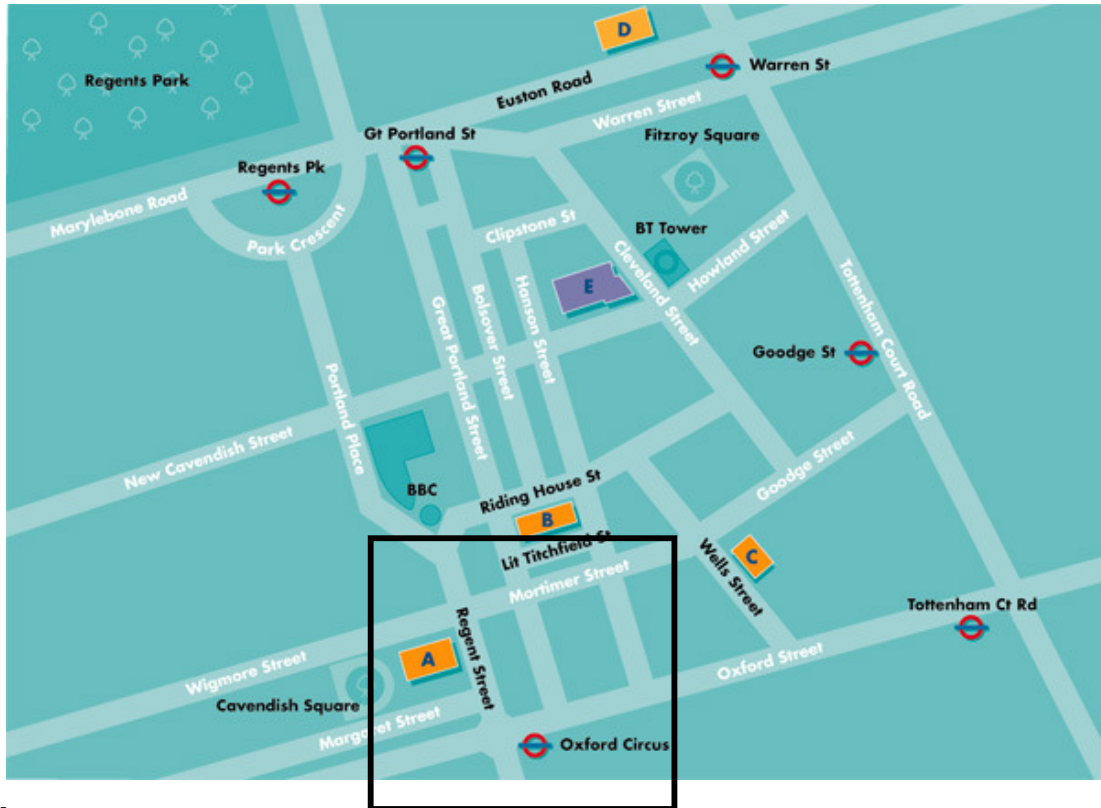 D
Warren St
Regents Park
Euston Road
Warren Street
Gt Portland St
Fitzroy Square
Regents Pk
Marylebone Road
Park Crescent
Clipstone St
BT Tower
Howland Street
Cleveland Street
E
Hanson Street
Bolsover Street
Great Portland Street
Tottenham Court Road
Goodge St
Portland Place
New Cavendish Street
Goodge Street
BBC
Riding House St
B
Lit Titchfield St
Wells Street
C
Mortimer Street
Tottenham Ct Rd
Regent Street
A
Wigmore Street
Oxford Street
Cavendish Square
Margaret Street
Oxford Circus